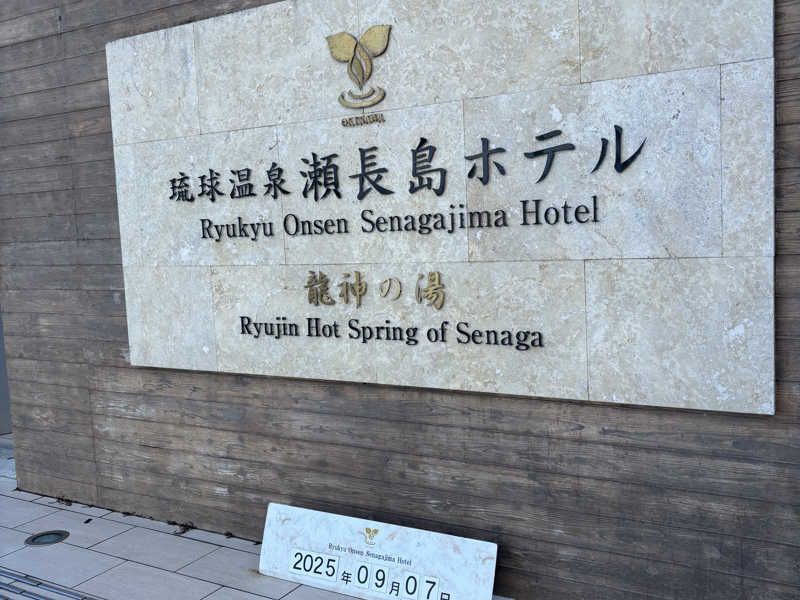 琉球温泉瀬長島ホテル
Ryukyu Onsen Senagajima Hotel
龍神の湯
Ryujin Hot Spring of Senaga
Ryukyu Onsen Senagajima Hotel
2025年09月07日